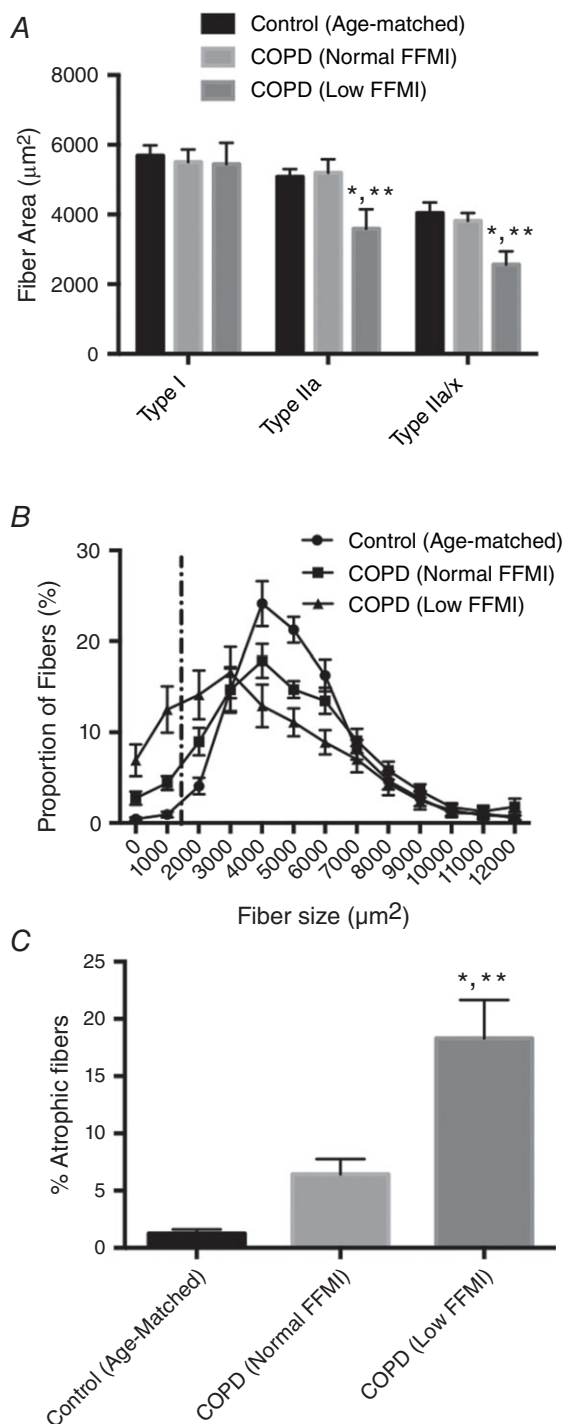 A
Control (Age-matched)
COPD (Normal FFMI)
COPD (Low FFMI)
Fiber Area (µm²)
8000
6000
4000
2000
0
*,**
*,**
Type I
Type IIa
Type IIa/x
B
Control (Age-matched)
COPD (Normal FFMI)
COPD (Low FFMI)
Proportion of Fibers (%)
30
20
10
0
0
1000
2000
3000
4000
5000
6000
7000
8000
9000
10000
11000
12000
Fiber size (µm²)
C
% Atrophic fibers
25
20
15
10
5
0
*,**
Control (Age-Matched)
COPD (Normal FFMI)
COPD (Low FFMI)